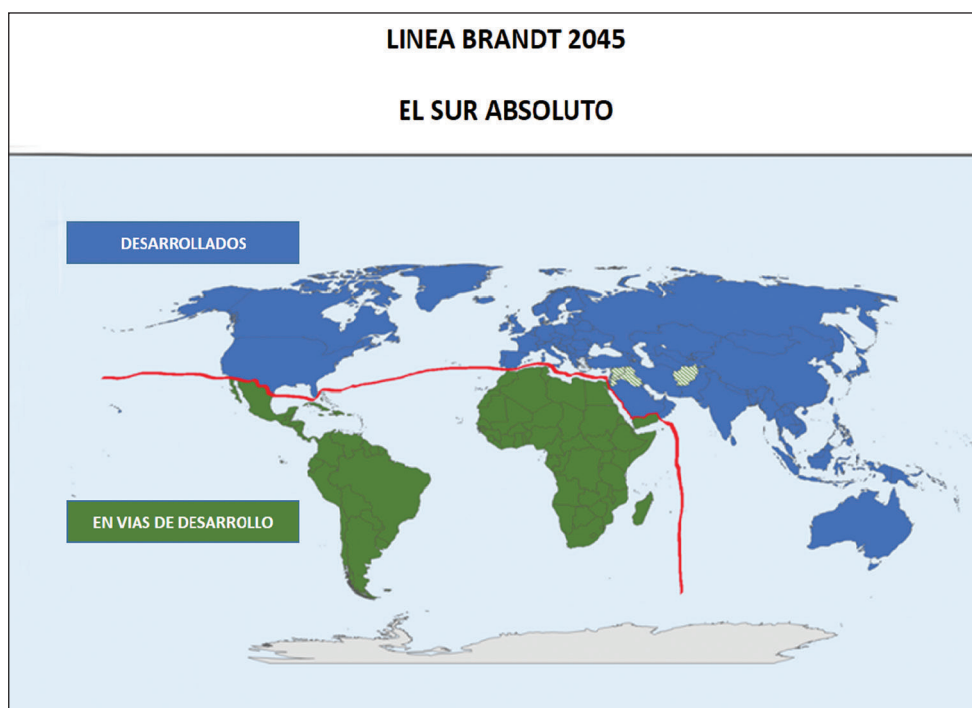 LINEA BRANDT 2045
EL SUR ABSOLUTO
DESARROLLADOS
EN VIAS DE DESARROLLO